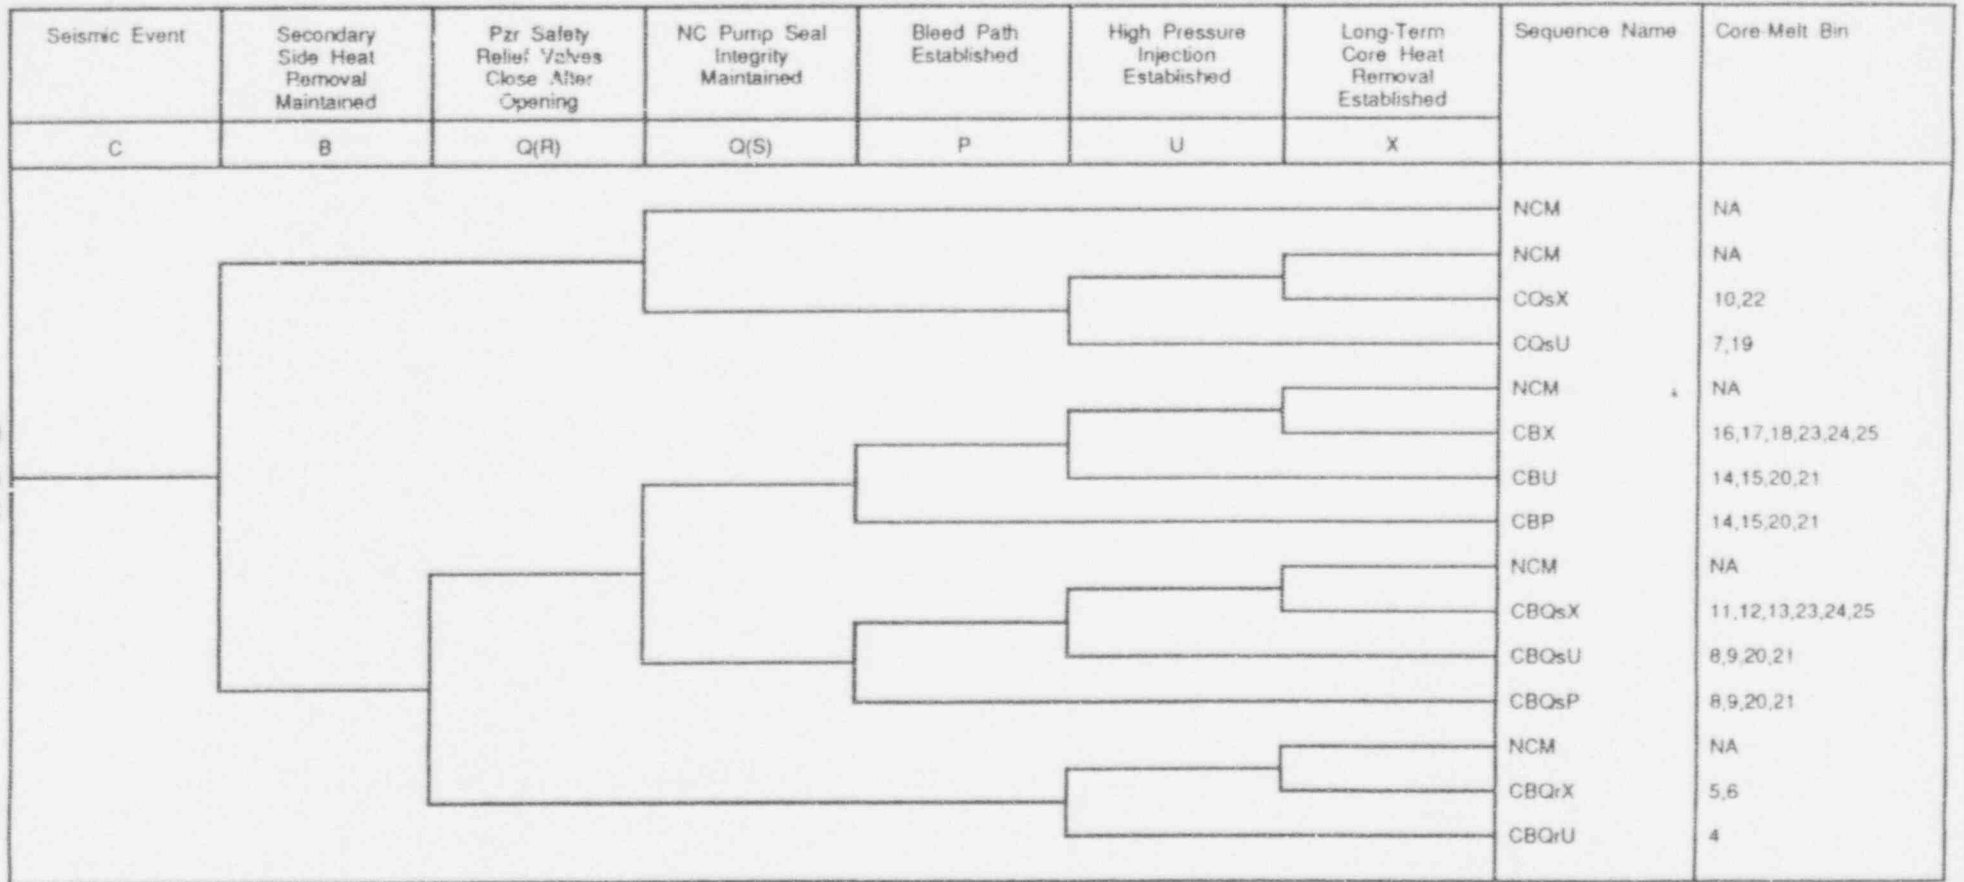 Seismic Event
Secondary
Side Heat
Removal
Maintained
Pzr Safety
Relief Valves
Close After
Opening
NC Pump Seal
Integrity
Maintained
Bleed Path
Established
High Pressure
Injection
Established
Long-Term
Core Heat
Removal
Established
Sequence Name
Core-Melt Bin
C
B
Q(R)
Q(S)
P
U
X
NCM NA
NCM NA
CQsX 10,22
CQsU 7,19
NCM NA
CBX 16,17,18,23,24,25
CBU 14,15,20,21
CBP 14,15,20,21
NCM NA
CBQsX 11,12,13,23,24,25
CBQsU 8,9,20,21
CBQsP 8,9,20,21
NCM NA
CBQrX 5,6
CBQrU 4